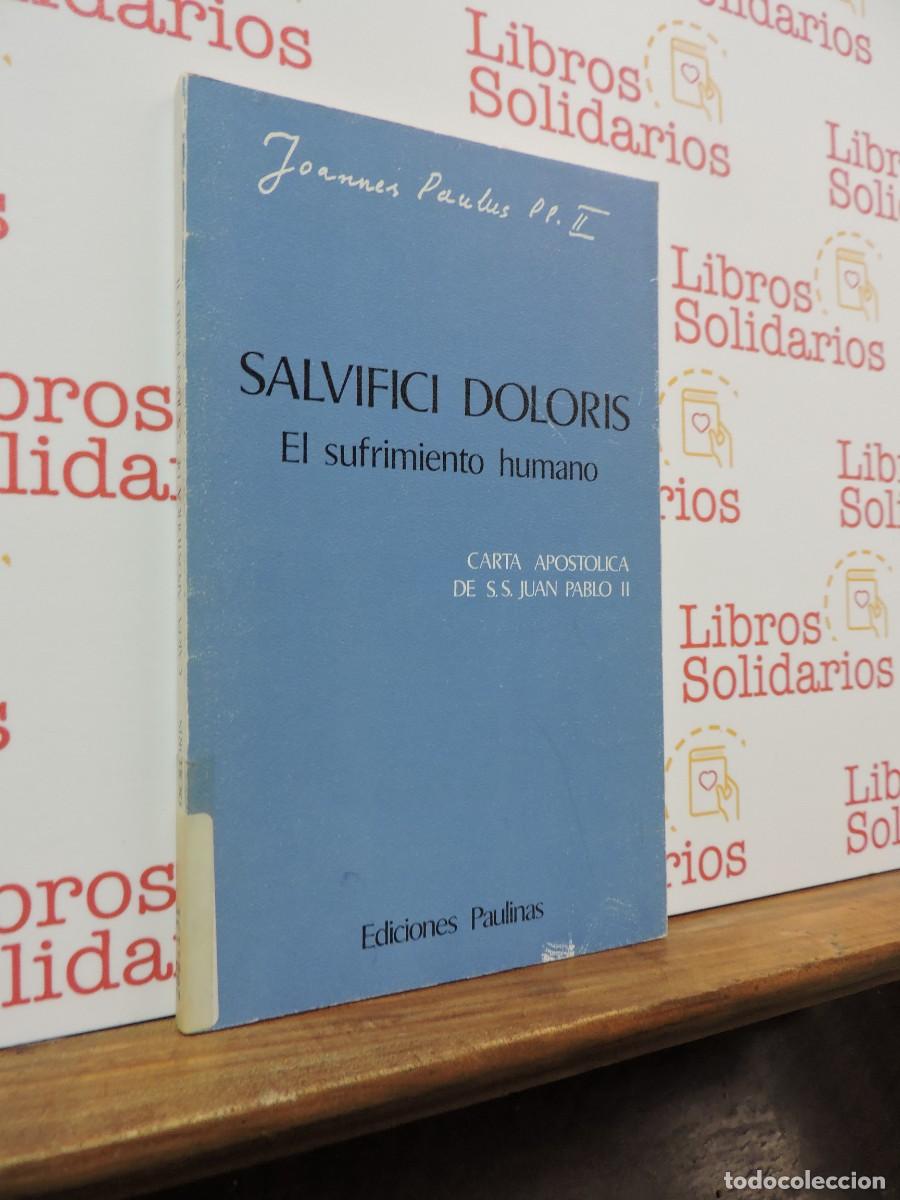 Joannes Paulus PP. II
SALVIFICI DOLORIS
El sufrimiento humano
CARTA APOSTOLICA
DE S.S. JUAN PABLO II
Ediciones Paulinas
Libros
Solidarios
Libros
Solidarios
Libros
Solidarios
todocoleccion